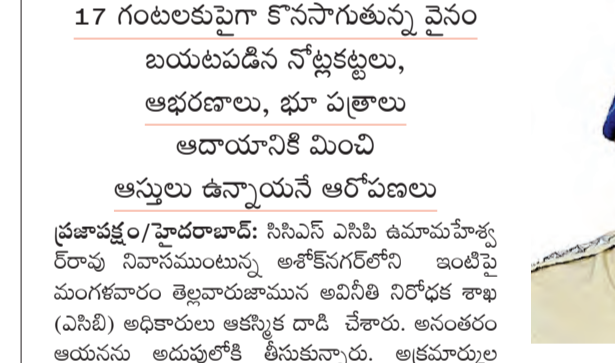 17 గంటలకుపైగా కొనసాగుతున్న వైనం
బయటపడిన నోట్లకట్టలు,
ఆభరణాలు, భూ పత్రాలు
ఆదాయానికి మించి
ఆస్తులు ఉన్నాయనే ఆరోపణలు
ప్రజాపక్షం/హైదరాబాద్: సిసిఎస్ ఎసిపి ఉమామహేశ్వ
ర్‌రావు నివాసముంటున్న అశోక్‌నగర్‌లోని ఇంటిపై
మంగళవారం తెల్లవారుజామున అవినీతి నిరోధక శాఖ
(ఎసిబి) అధికారులు ఆకస్మిక దాడి చేశారు. అనంతరం
ఆయనను అదుపులోకి తీసుకున్నారు. అక్రమార్కుల